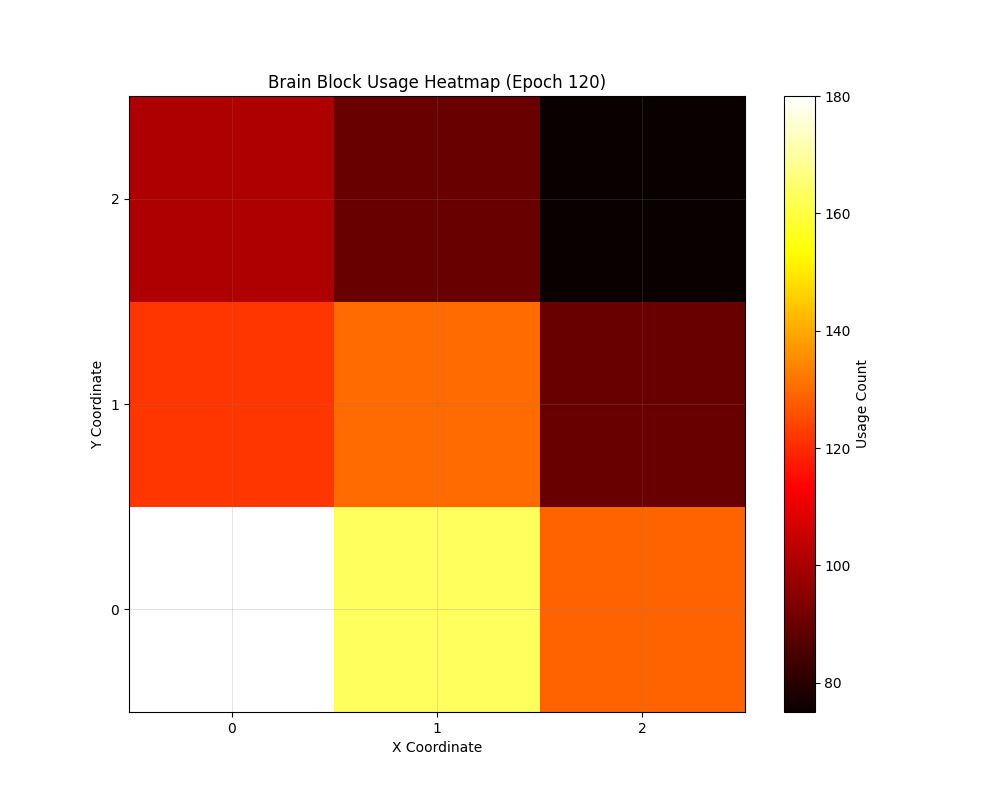 Brain Block Usage Heatmap (Epoch 120)
2
1
0
Y Coordinate
0 1 2
X Coordinate
180
160
140
120
100
80
Usage Count